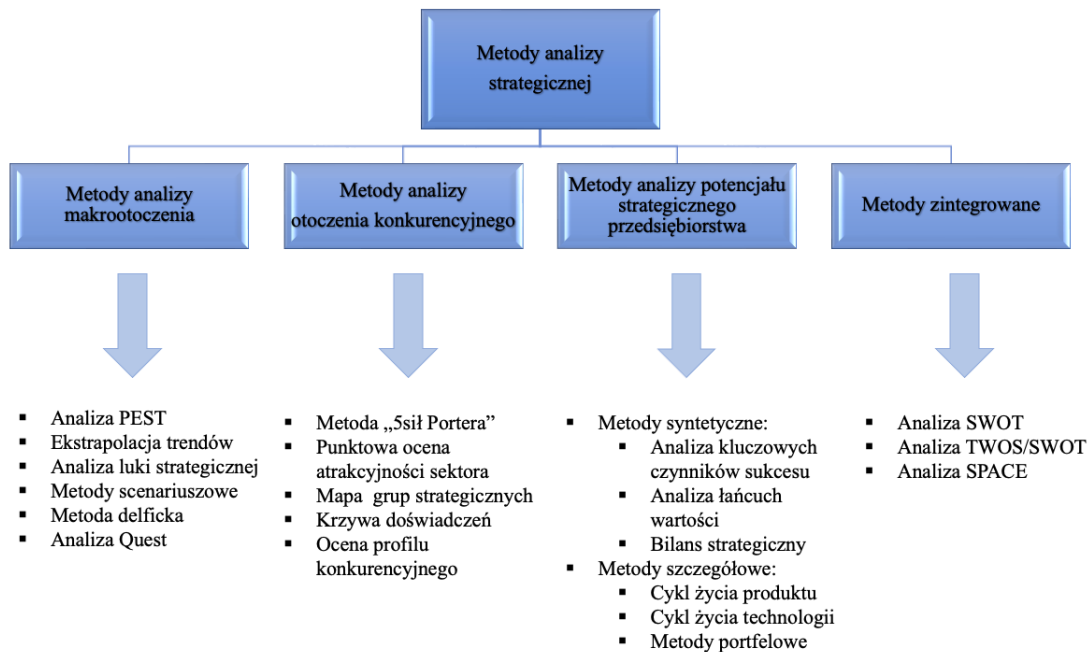 Metody analizy
strategicznej
Metody analizy
makrootoczenia
Metody analizy
otoczenia konkurencyjnego
Metody analizy potencjału
strategicznego
przedsiębiorstwa
Metody zintegrowane
▪ Analiza PEST
▪ Ekstrapolacja trendów
▪ Analiza luki strategicznej
▪ Metody scenariuszowe
▪ Metoda delficka
▪ Analiza Quest
▪ Metoda „5sił Portera”
▪ Punktowa ocena
atrakcyjności sektora
▪ Mapa grup strategicznych
▪ Krzywa doświadczeń
▪ Ocena profilu
konkurencyjnego
▪ Metody syntetyczne:
▪ Analiza kluczowych
czynników sukcesu
▪ Analiza łańcuch
wartości
▪ Bilans strategiczny
▪ Metody szczegółowe:
▪ Cykl życia produktu
▪ Cykl życia technologii
▪ Metody portfelowe
▪ Analiza SWOT
▪ Analiza TWOS/SWOT
▪ Analiza SPACE